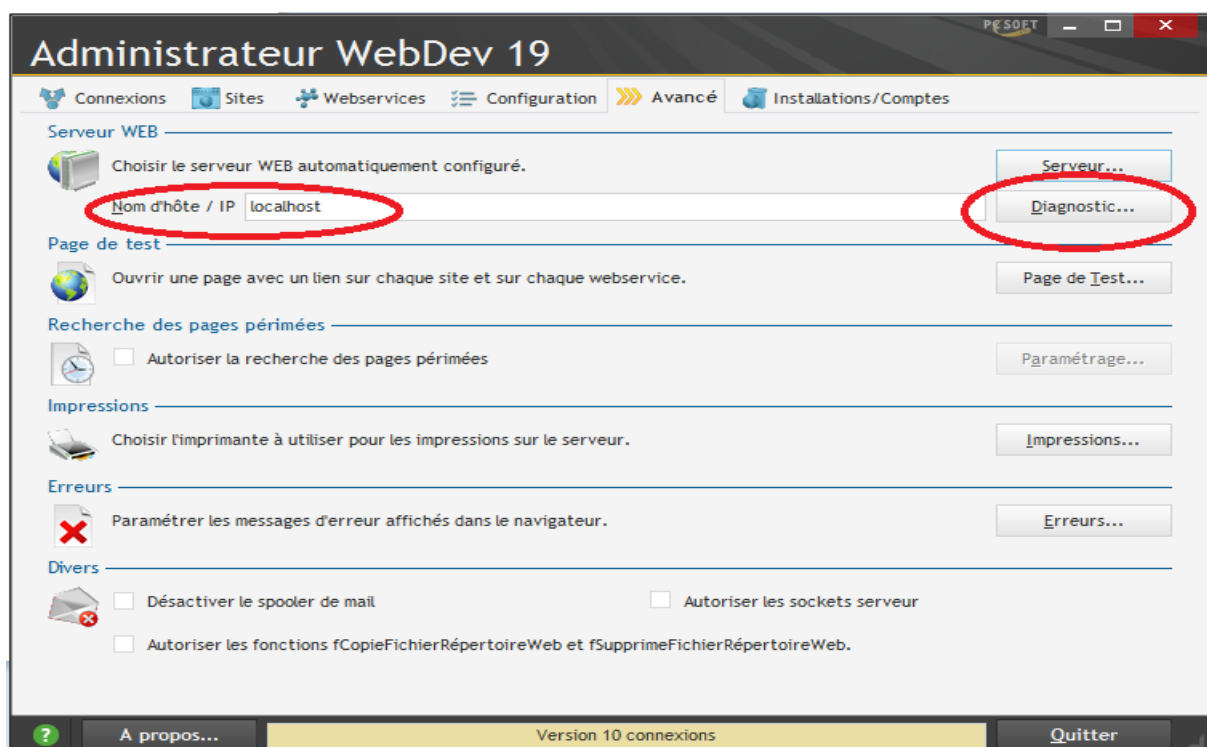 PCSOFT
Administrateur WebDev 19
Connexions Sites Webservices Configuration Avancé Installations/Comptes
Serveur WEB
Choisir le serveur WEB automatiquement configuré. Serveur...
Nom d'hôte / IP localhost Diagnostic...
Page de test
Ouvrir une page avec un lien sur chaque site et sur chaque webservice. Page de Test...
Recherche des pages périmées
Autoriser la recherche des pages périmées Paramétrage...
Impressions
Choisir l'imprimante à utiliser pour les impressions sur le serveur. Impressions...
Erreurs
Paramétrer les messages d'erreur affichés dans le navigateur. Erreurs...
Divers
Désactiver le spooler de mail Autoriser les sockets serveur
Autoriser les fonctions fCopieFichierRépertoireWeb et fSupprimeFichierRépertoireWeb.
? A propos... Version 10 connexions Quitter